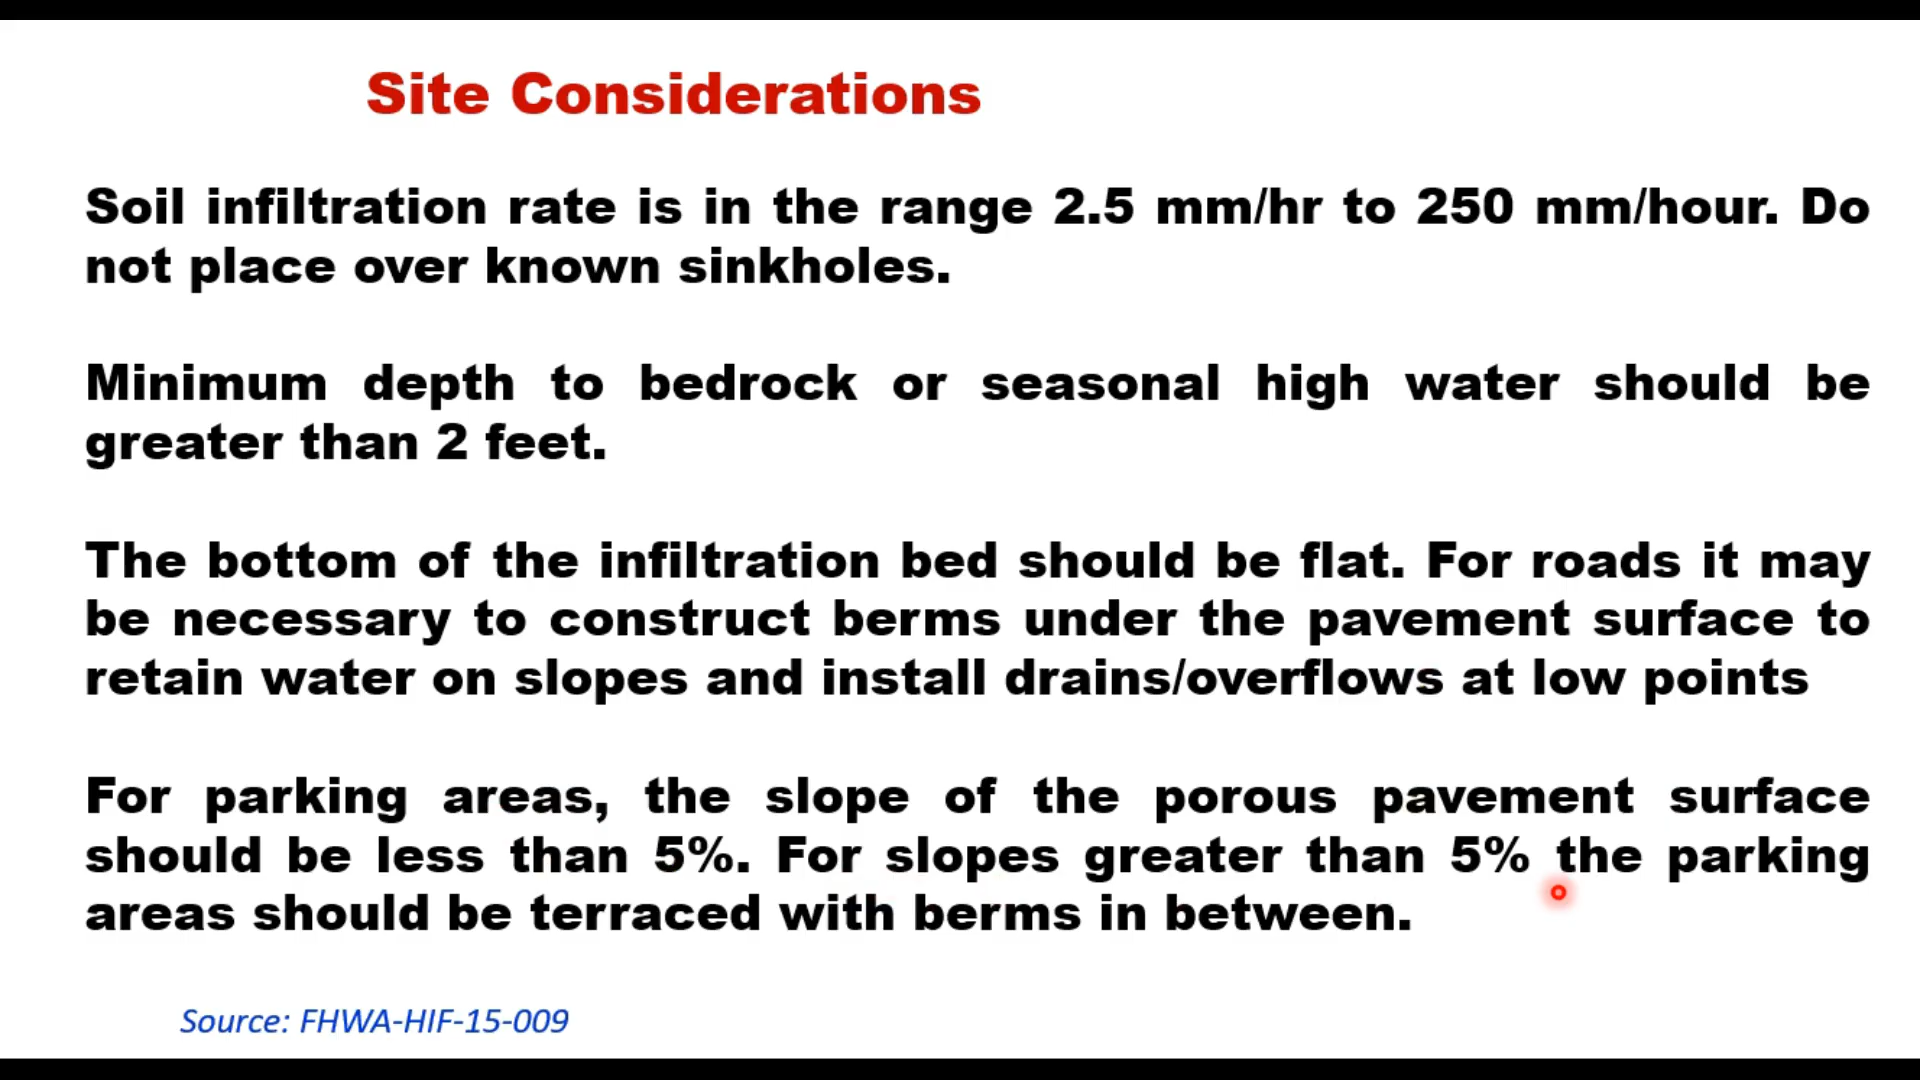 Site Considerations
Soil infiltration rate is in the range 2.5 mm/hr to 250 mm/hour. Do
not place over known sinkholes.
Minimum depth to bedrock or seasonal high water should be
greater than 2 feet.
The bottom of the infiltration bed should be flat. For roads it may
be necessary to construct berms under the pavement surface to
retain water on slopes and install drains/overflows at low points
For parking areas, the slope of the porous pavement surface
should be less than 5%. For slopes greater than 5% the parking
areas should be terraced with berms in between.
Source: FHWA-HIF-15-009